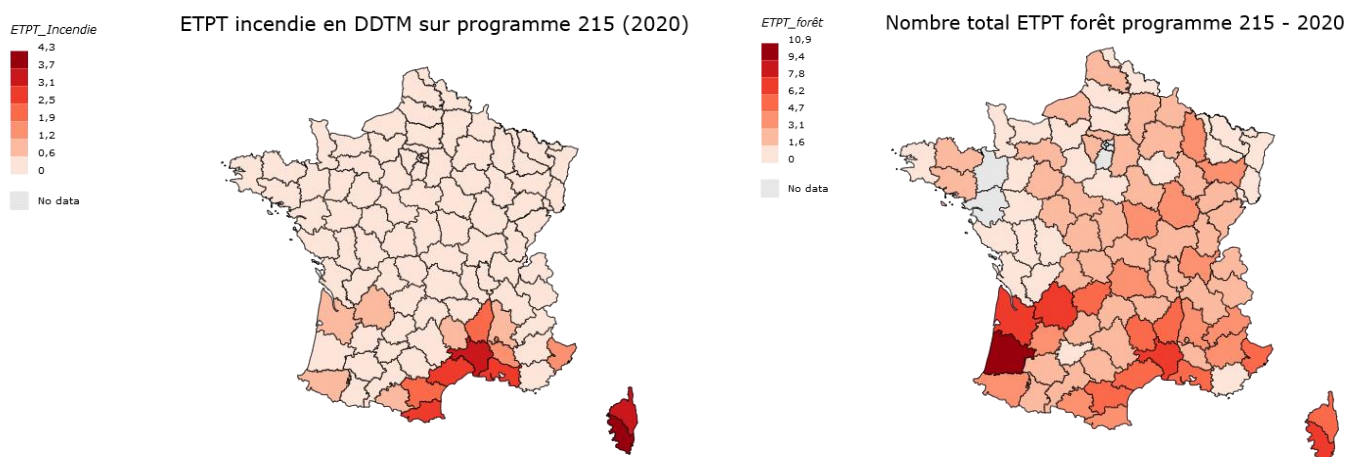 ETPT incendie en DDTM sur programme 215 (2020)
ETPT_Incendie
4,3
3,7
3,1
2,5
1,9
1,2
0,6
0
No data
Nombre total ETPT forêt programme 215 - 2020
ETPT_forêt
10,9
9,4
7,8
6,2
4,7
3,1
1,6
0
No data